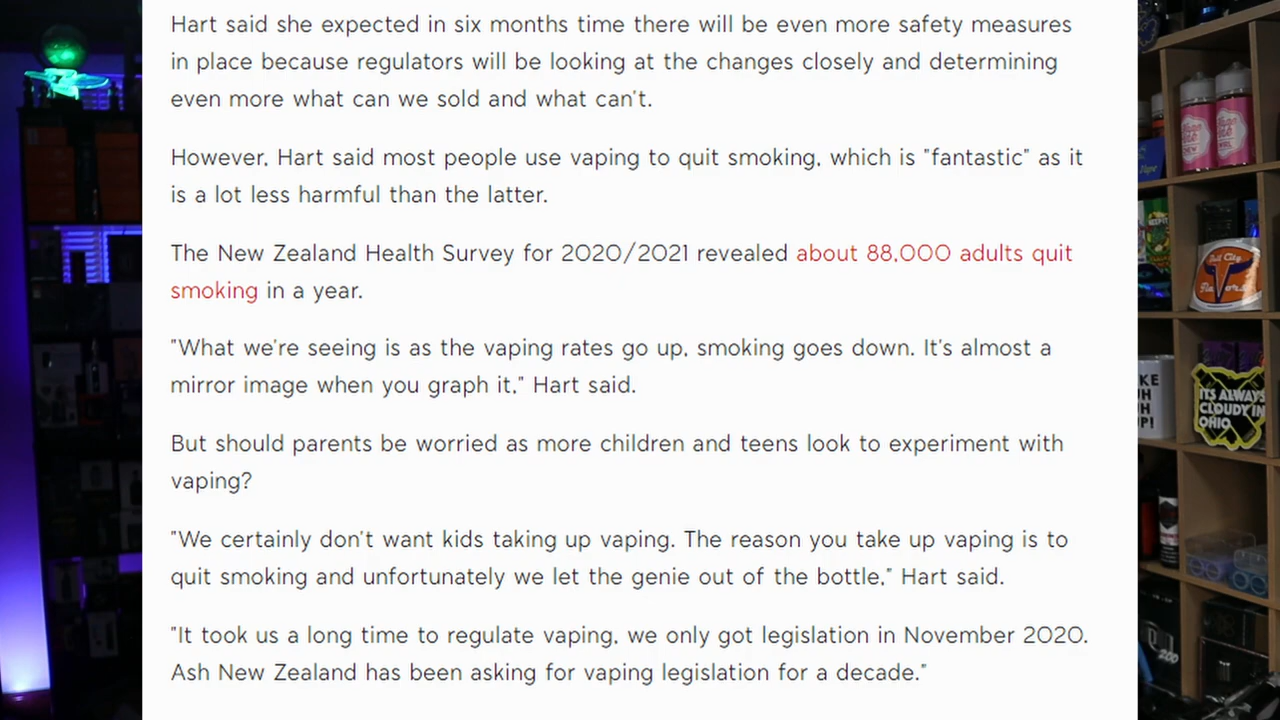 Hart said she expected in six months time there will be even more safety measures
in place because regulators will be looking at the changes closely and determining
even more what can we sold and what can't.
However, Hart said most people use vaping to quit smoking, which is "fantastic" as it
is a lot less harmful than the latter.
The New Zealand Health Survey for 2020/2021 revealed about 88,000 adults quit
smoking in a year.
"What we're seeing is as the vaping rates go up, smoking goes down. It's almost a
mirror image when you graph it," Hart said.
But should parents be worried as more children and teens look to experiment with
vaping?
"We certainly don't want kids taking up vaping. The reason you take up vaping is to
quit smoking and unfortunately we let the genie out of the bottle," Hart said.
"It took us a long time to regulate vaping, we only got legislation in November 2020.
Ash New Zealand has been asking for vaping legislation for a decade."
KE
UH
UH
UP!
ITS ALWAYS
CLOUDY IN
OHIO
200